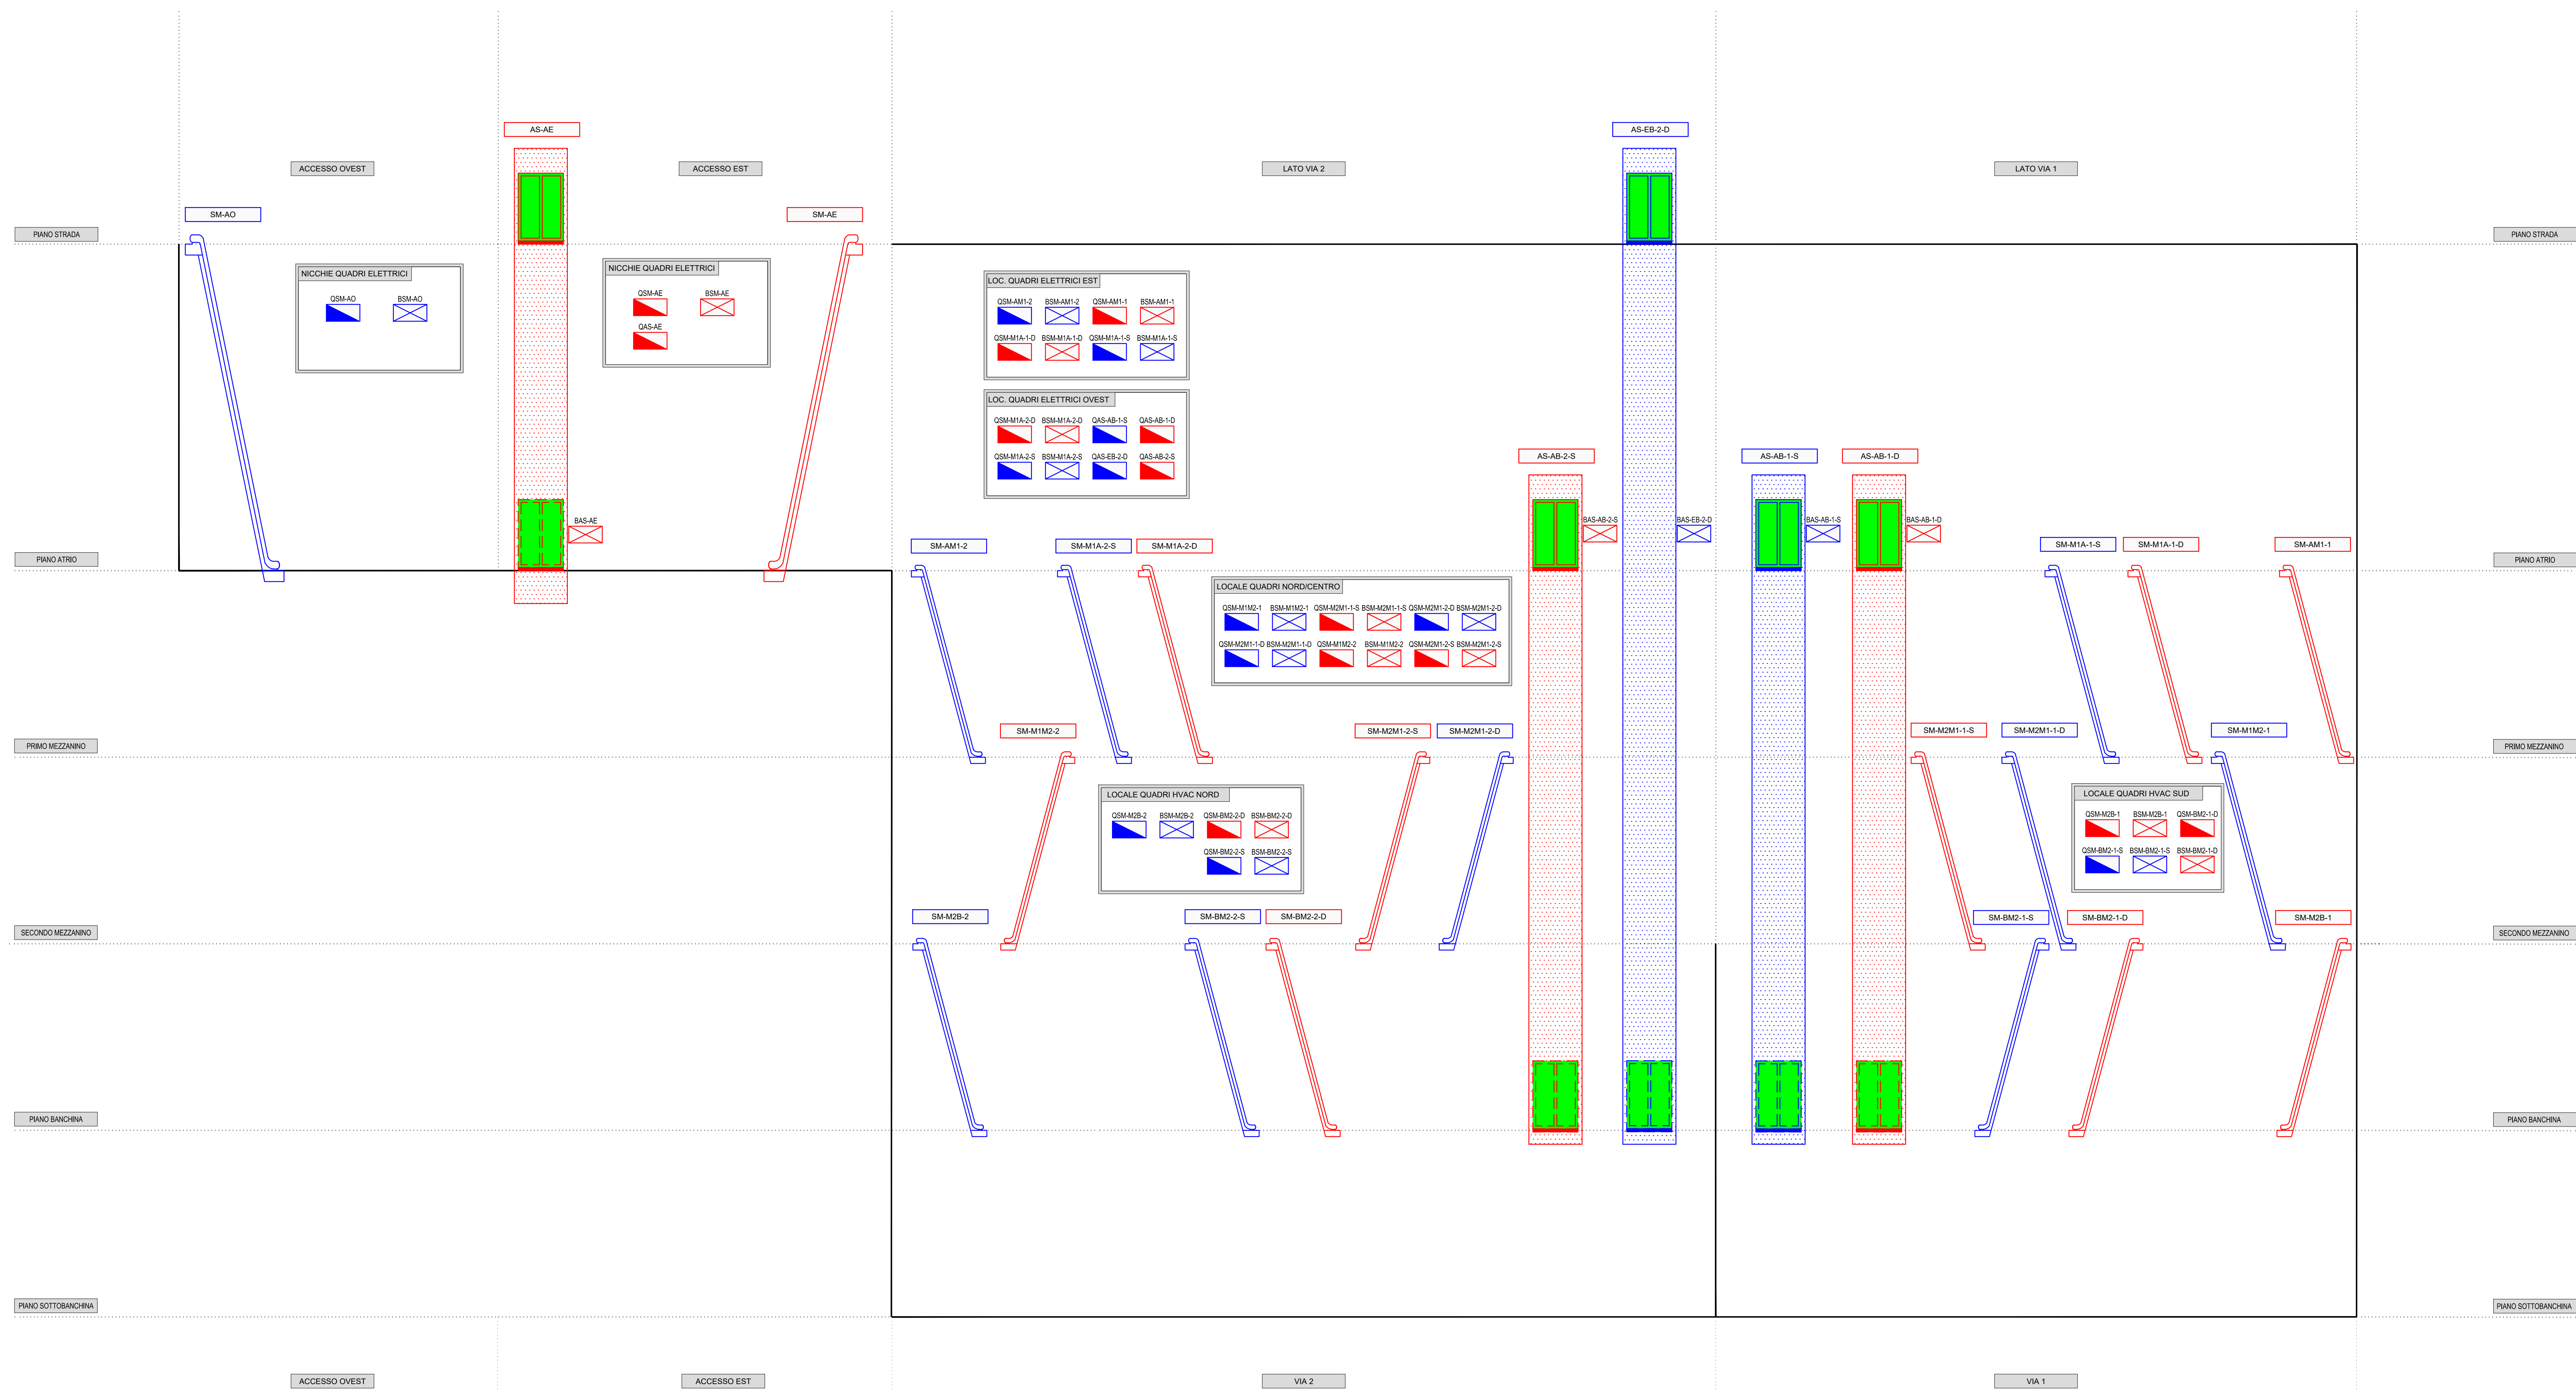 AS-AE
AS-EB-2-D
ACCESSO OVEST
ACCESSO EST
LATO VIA 2
LATO VIA 1
SM-AO
SM-AE
PIANO STRADA
PIANO STRADA
NICCHIE QUADRI ELETTRICI
QSM-AO
BSM-AO
NICCHIE QUADRI ELETTRICI
QSM-AE
BSM-AE
QAS-AE
LOC. QUADRI ELETTRICI EST
QSM-AM1-2 BSM-AM1-2 QSM-AM1-1 BSM-AM1-1
QSM-M1A-1-D BSM-M1A-1-D QSM-M1A-1-S BSM-M1A-1-S
LOC. QUADRI ELETTRICI OVEST
QSM-M1A-2-D BSM-M1A-2-D QAS-AB-1-S QAS-AB-1-D
QSM-M1A-2-S BSM-M1A-2-S QAS-EB-2-D QAS-AB-2-S
AS-AB-2-S
AS-AB-1-S
AS-AB-1-D
BAS-AE
BAS-AB-2-S
BAS-EB-2-D
BAS-AB-1-S
BAS-AB-1-D
SM-AM1-2
SM-M1A-2-S
SM-M1A-2-D
SM-M1A-1-S
SM-M1A-1-D
SM-AM1-1
PIANO ATRIO
PIANO ATRIO
LOCALE QUADRI NORD/CENTRO
QSM-M1M2-1 BSM-M1M2-1 QSM-M2M1-1-S BSM-M2M1-1-S QSM-M2M1-2-D BSM-M2M1-2-D
QSM-M2M1-1-D BSM-M2M1-1-D QSM-M1M2-2 BSM-M1M2-2 QSM-M2M1-2-S BSM-M2M1-2-S
SM-M1M2-2
SM-M2M1-2-S
SM-M2M1-2-D
SM-M2M1-1-S
SM-M2M1-1-D
SM-M1M2-1
PRIMO MEZZANINO
PRIMO MEZZANINO
LOCALE QUADRI HVAC NORD
QSM-M2B-2 BSM-M2B-2 QSM-BM2-2-D BSM-BM2-2-D
QSM-BM2-2-S BSM-BM2-2-S
LOCALE QUADRI HVAC SUD
QSM-M2B-1 BSM-M2B-1 QSM-BM2-1-D
QSM-BM2-1-S BSM-BM2-1-S BSM-BM2-1-D
SM-M2B-2
SM-BM2-2-S
SM-BM2-2-D
SM-BM2-1-S
SM-BM2-1-D
SM-M2B-1
SECONDO MEZZANINO
SECONDO MEZZANINO
PIANO BANCHINA
PIANO BANCHINA
PIANO SOTTOBANCHINA
PIANO SOTTOBANCHINA
ACCESSO OVEST
ACCESSO EST
VIA 2
VIA 1